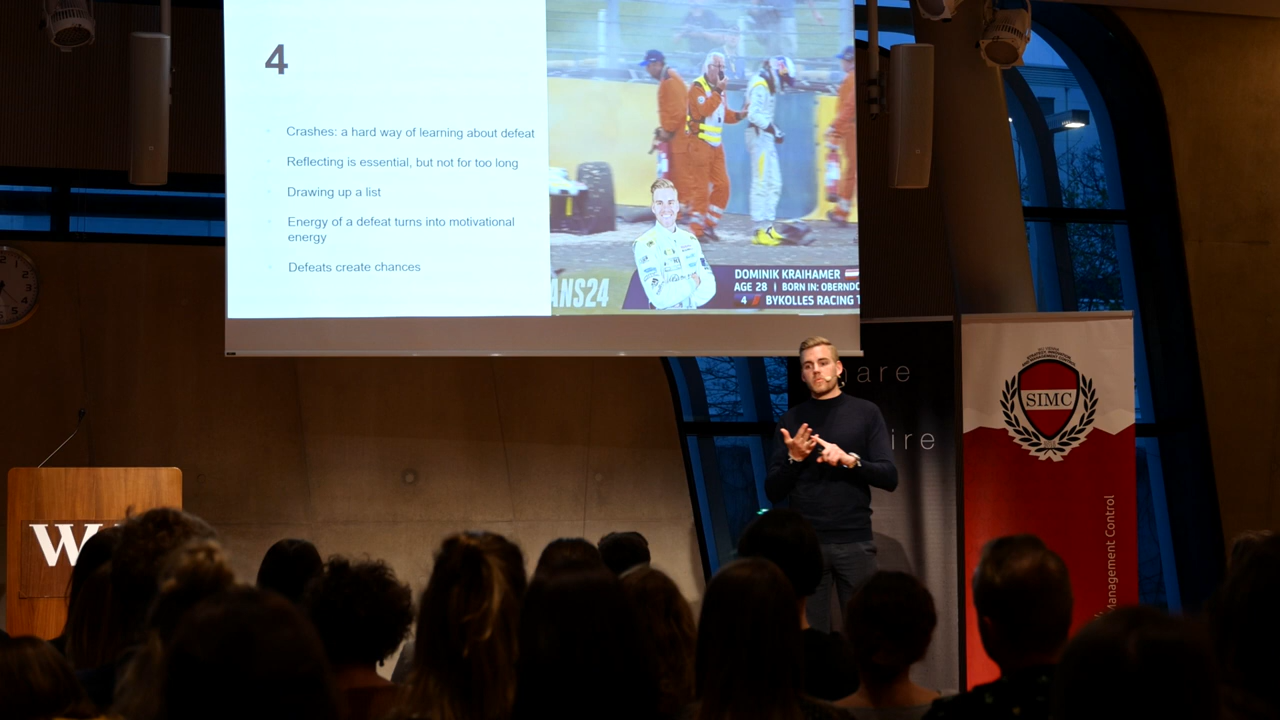 4
Crashes: a hard way of learning about defeat
Reflecting is essential, but not for too long
Drawing up a list
Energy of a defeat turns into motivational
energy
Defeats create chances
ANS24
DOMINIK KRAIHAMER
AGE 28 | BORN IN: OBERNDO
4 BYKOLLES RACING T
are
ire
SIMC
Management Control
W